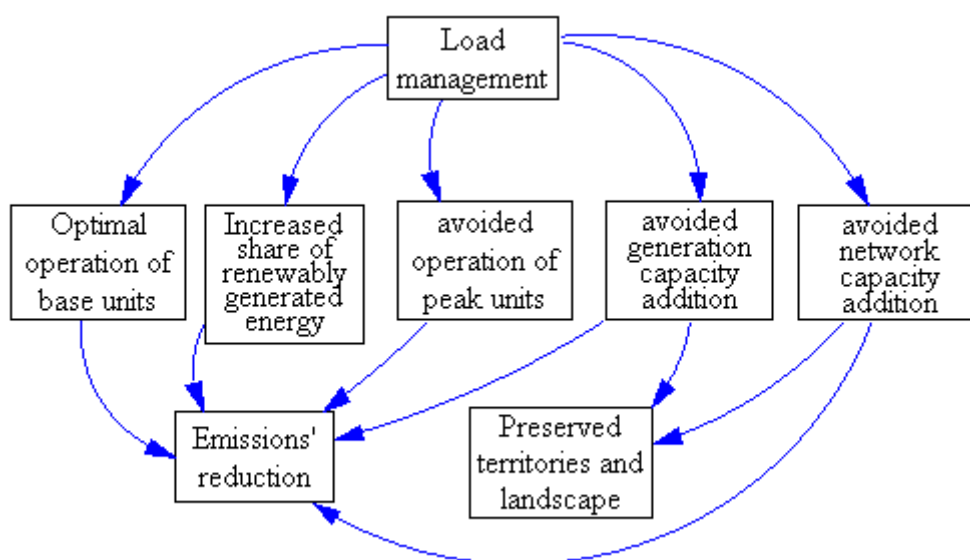 Load
management
Optimal
operation of
base units
Increased
share of
renewably
generated
energy
avoided
operation of
peak units
avoided
generation
capacity
addition
avoided
network
capacity
addition
Emissions'
reduction
Preserved
territories and
landscape